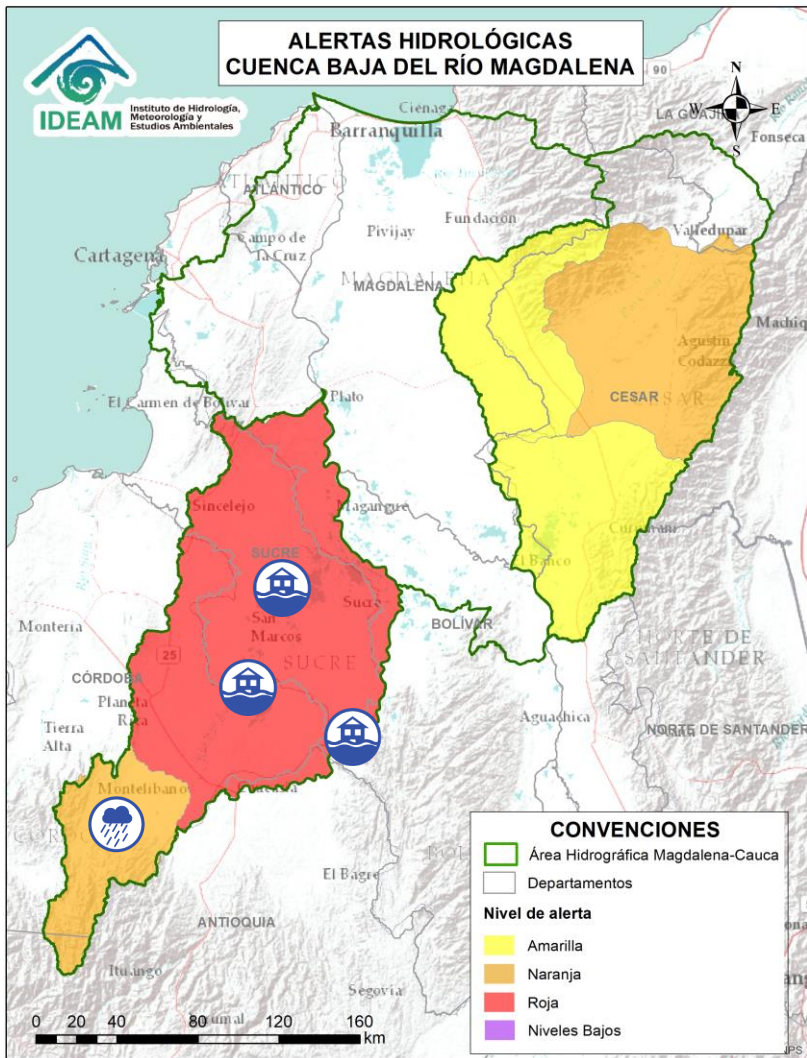 ALERTAS HIDROLÓGICAS
CUENCA BAJA DEL RÍO MAGDALENA
IDEAM
Instituto de Hidrología,
Meteorología y
Estudios Ambientales
N
W
E
S
90
LA GUAJIRA
Fonseca
Ciénaga
Barranquilla
ATLÁNTICO
ATLÁNTICO
Fundación
Pivijay
Valledupar
Campo de
la Cruz
Cartagena
MAGDALENA
MAGDALENA
Machiq
Agustín
Codazzi
CESAR
El Carmen de Bolívar
Plato
Sincelejo
Magangué
SUCRE
El Banco
Sucre
San
Marcos
BOLÍVAR
Montería
25
SUCRE
NORTE DE
SANTANDER
CÓRDOBA
Planeta
Rica
Aguachica
NORTE DE SANTANDER
Tierra
Alta
Montelíbano
El Bagre
ANTIOQUIA
Ituango
Segovia
CONVENCIONES
Área Hidrográfica Magdalena-Cauca
Departamentos
Nivel de alerta
Amarilla
Naranja
Roja
Niveles Bajos
0 20 40 80 120 160
km